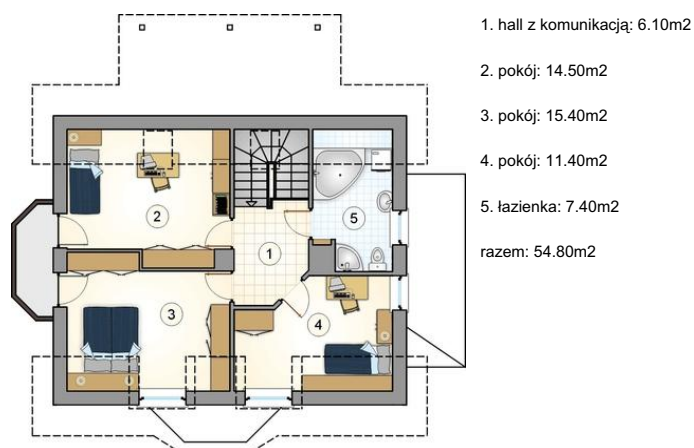 1. hall z komunikacją: 6.10m2
2. pokój: 14.50m2
3. pokój: 15.40m2
4. pokój: 11.40m2
5. łazienka: 7.40m2
razem: 54.80m2
2
5
1
3
4